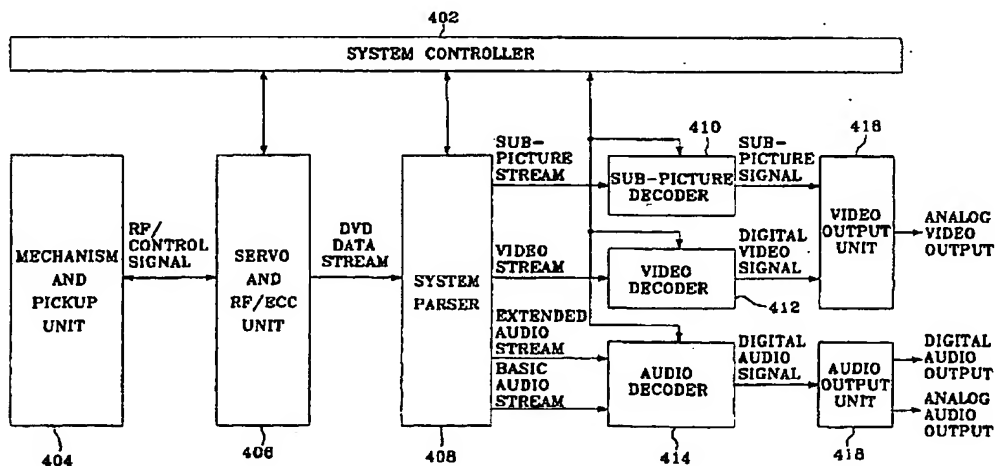 402
SYSTEM CONTROLLER
410
418
SUB-
PICTURE
STREAM
SUB-PICTURE
DECODER
SUB-
PICTURE
SIGNAL
VIDEO
OUTPUT
UNIT
ANALOG
VIDEO
OUTPUT
MECHANISM
AND
PICKUP
UNIT
RF/
CONTROL
SIGNAL
SERVO
AND
RF/ECC
UNIT
DVD
DATA
STREAM
SYSTEM
PARSER
VIDEO
STREAM
VIDEO
DECODER
412
DIGITAL
VIDEO
SIGNAL
EXTENDED
AUDIO
STREAM
BASIC
AUDIO
STREAM
AUDIO
DECODER
DIGITAL
AUDIO
SIGNAL
AUDIO
OUTPUT
UNIT
DIGITAL
AUDIO
OUTPUT
ANALOG
AUDIO
OUTPUT
404
406
408
414
418